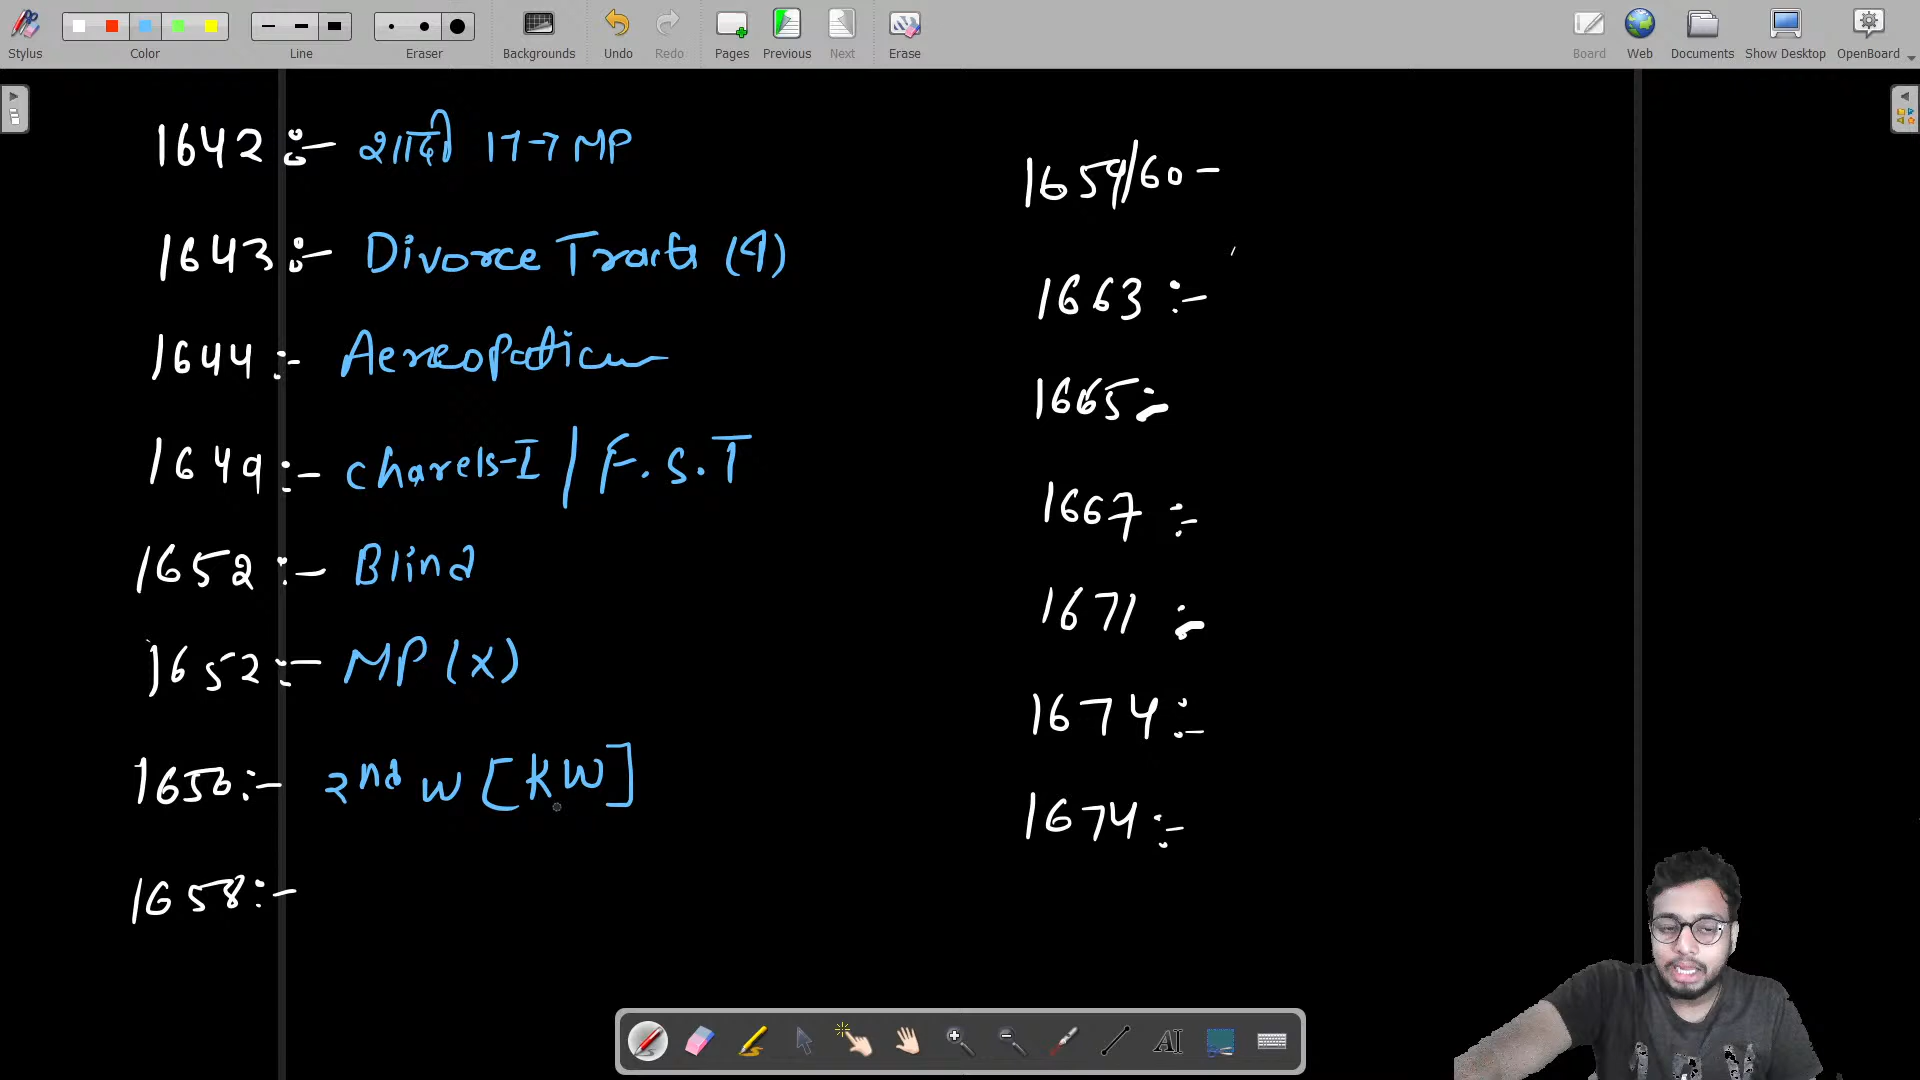 Stylus
Color
Line
Eraser
Backgrounds
Undo
Redo
Pages
Previous
Next
Erase
Board
Web
Documents
Show Desktop
OpenBoard
1642 :- शादी 17→ MP
1643 :- Divorce Tracts (4)
1644 :-
1649 :- charels-I / F.S.T
1652 :- Blind
1652 :- MP (x)
1656 :- 2nd W [KW]
1658 :-
1659/60 -
1663 :-
1665 :-
1667 :-
1671 :-
1674 :-
1674 :-